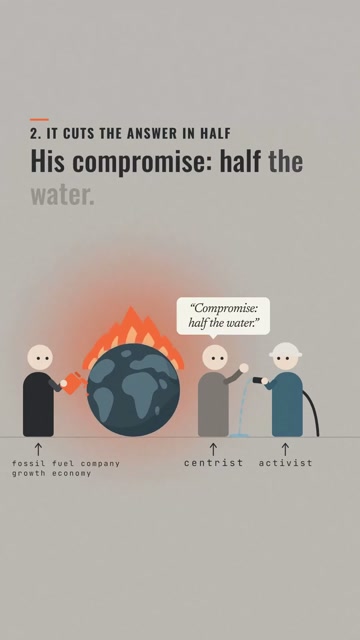 2. IT CUTS THE ANSWER IN HALF
His compromise: half the
water.
“Compromise:
half the water.”
fossil fuel company
growth economy
centrist
activist